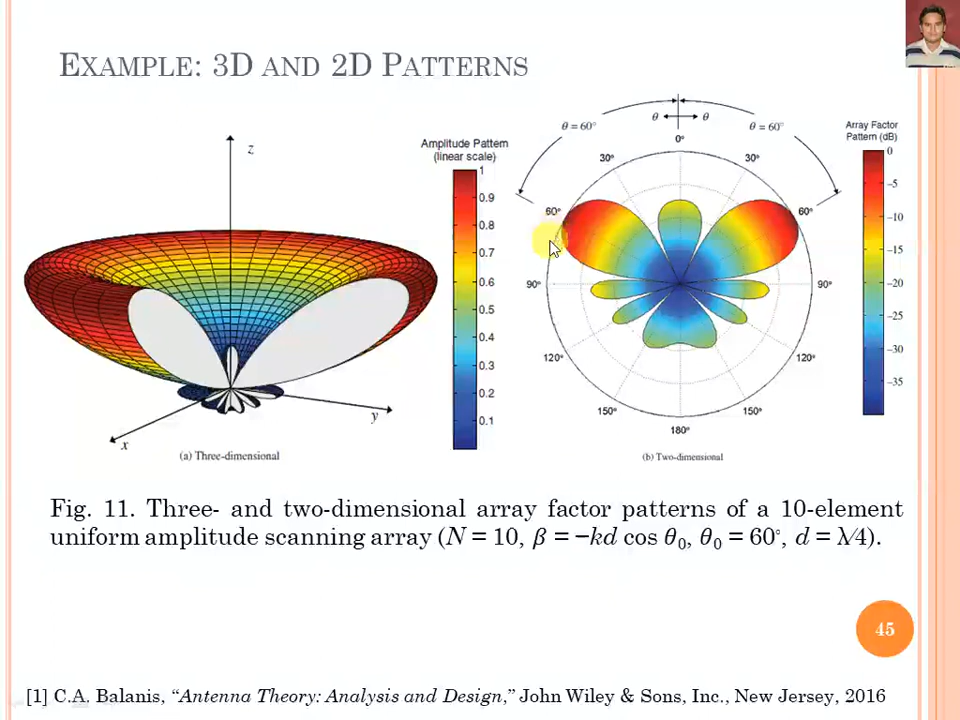 EXAMPLE: 3D AND 2D PATTERNS
z
y
x
(a) Three-dimensional
Amplitude Pattern
(linear scale)
1
0.9
0.8
0.7
0.6
0.5
0.4
0.3
0.2
0.1
θ θ
θ = 60° θ = 60°
0°
30° 30°
60° 60°
90° 90°
120° 120°
150° 150°
180°
(b) Two-dimensional
Array Factor
Pattern (dB)
0
−5
−10
−15
−20
−25
−30
−35
Fig. 11. Three- and two-dimensional array factor patterns of a 10-element
uniform amplitude scanning array (N = 10, β = −kd cos θ₀, θ₀ = 60°, d = λ/4).
45
[1] C.A. Balanis, “Antenna Theory: Analysis and Design,” John Wiley & Sons, Inc., New Jersey, 2016